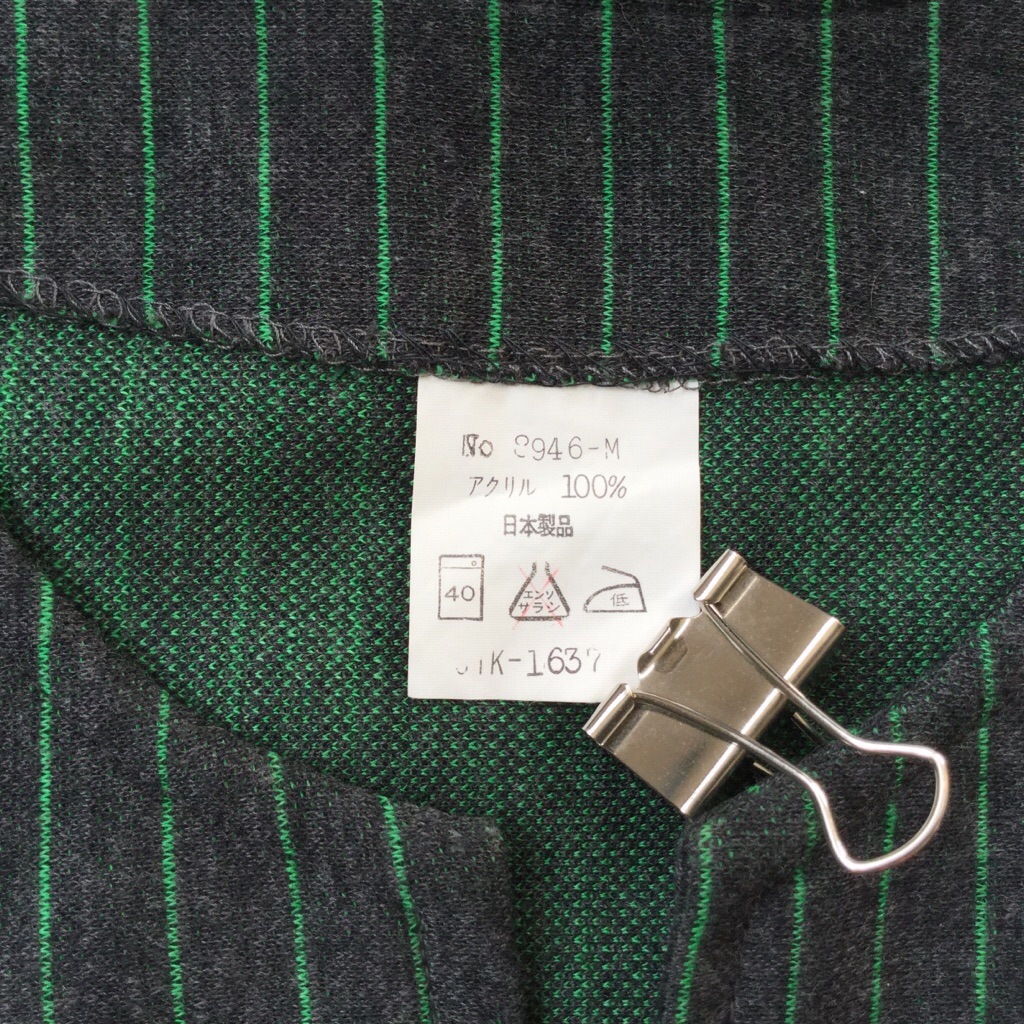 No 8946-M
アクリル 100%
日本製品
40 エンソサラシ 低
JTK-1637